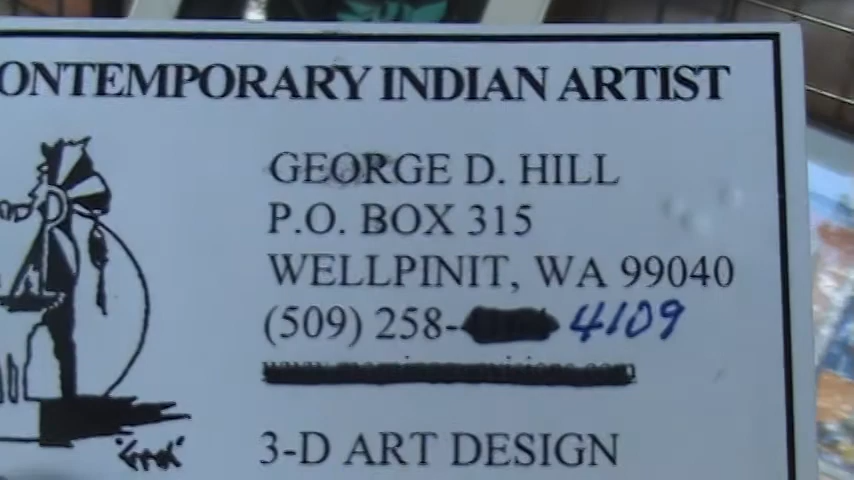 ONTEMPORARY INDIAN ARTIST
GEORGE D. HILL
P.O. BOX 315
WELLPINIT, WA 99040
(509) 258- 4109
3-D ART DESIGN